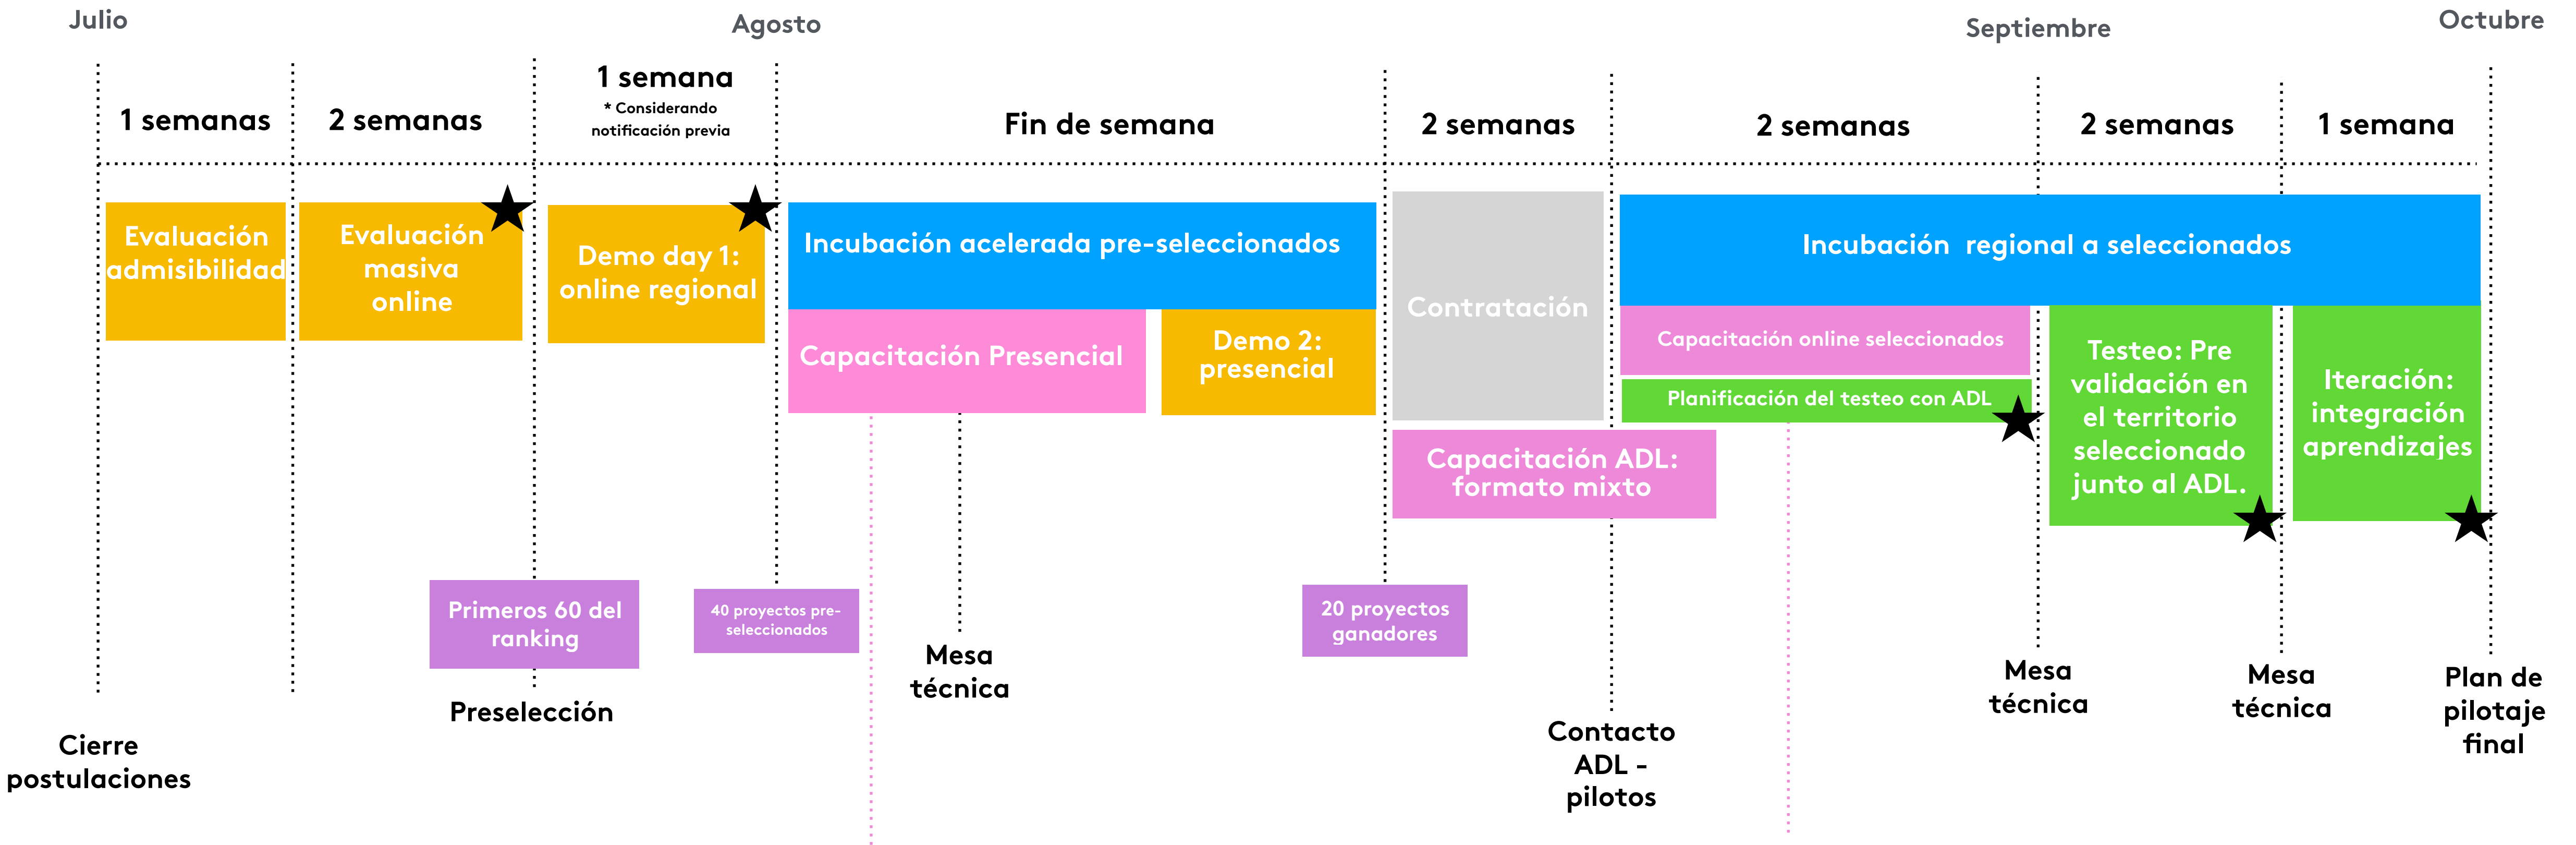 Julio
Agosto
Septiembre
Octubre
1 semanas
2 semanas
1 semana
* Considerando
notificación previa
Fin de semana
2 semanas
2 semanas
2 semanas
1 semana
Evaluación
admisibilidad
Evaluación
masiva
online
Demo day 1:
online regional
Incubación acelerada pre-seleccionados
Capacitación Presencial
Demo 2:
presencial
Contratación
Capacitación ADL:
formato mixto
Incubación regional a seleccionados
Capacitación online seleccionados
Planificación del testeo con ADL
Testeo: Pre
validación en
el territorio
seleccionado
junto al ADL.
Iteración:
integración
aprendizajes
Primeros 60 del
ranking
40 proyectos pre-
seleccionados
20 proyectos
ganadores
Cierre
postulaciones
Preselección
Mesa
técnica
Contacto
ADL -
pilotos
Mesa
técnica
Mesa
técnica
Plan de
pilotaje
final